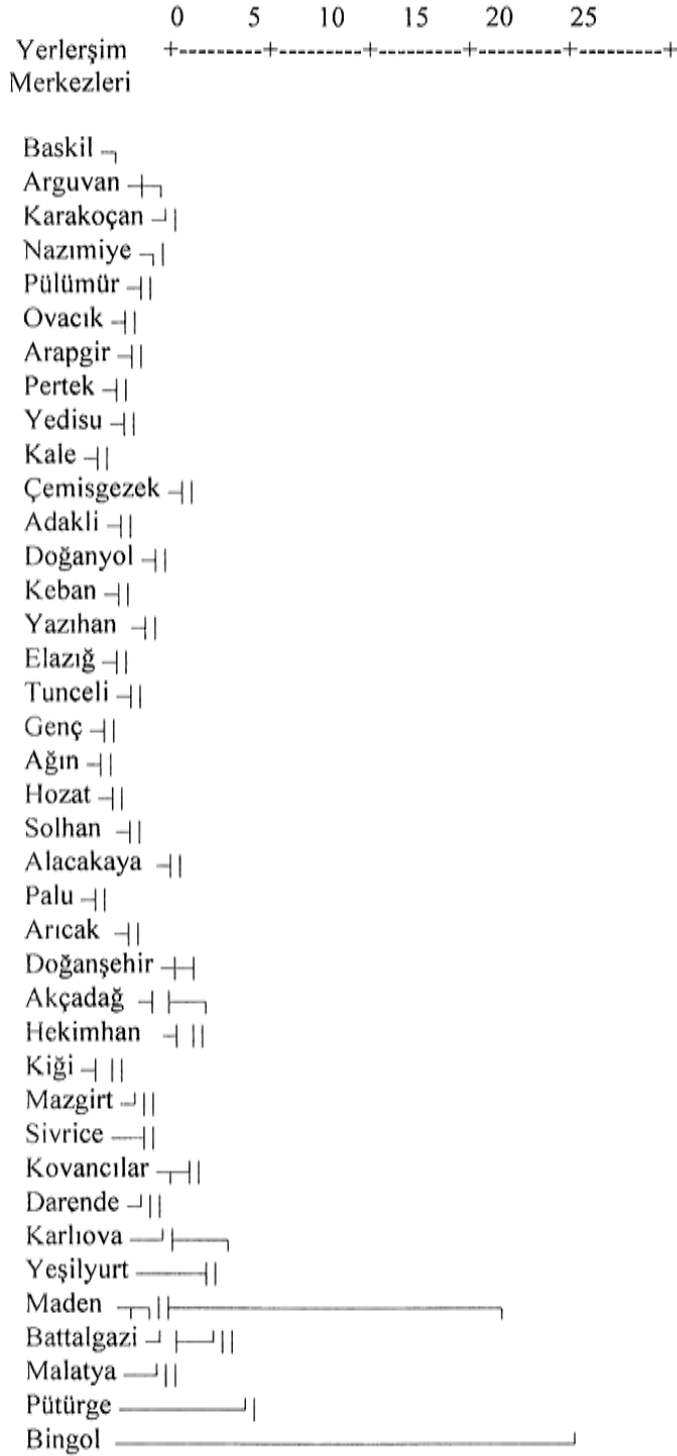 0 5 10 15 20 25
Yerlerşim
Merkezleri
Baskil
Arguvan
Karakoçan
Nazımiye
Pülümür
Ovacık
Arapgir
Pertek
Yedisu
Kale
Çemisgezek
Adakli
Doğanyol
Keban
Yazıhan
Elazığ
Tunceli
Genç
Ağın
Hozat
Solhan
Alacakaya
Palu
Arıcak
Doğanşehir
Akçadağ
Hekimhan
Kiği
Mazgirt
Sivrice
Kovancılar
Darende
Karlıova
Yeşilyurt
Maden
Battalgazi
Malatya
Pütürge
Bingol